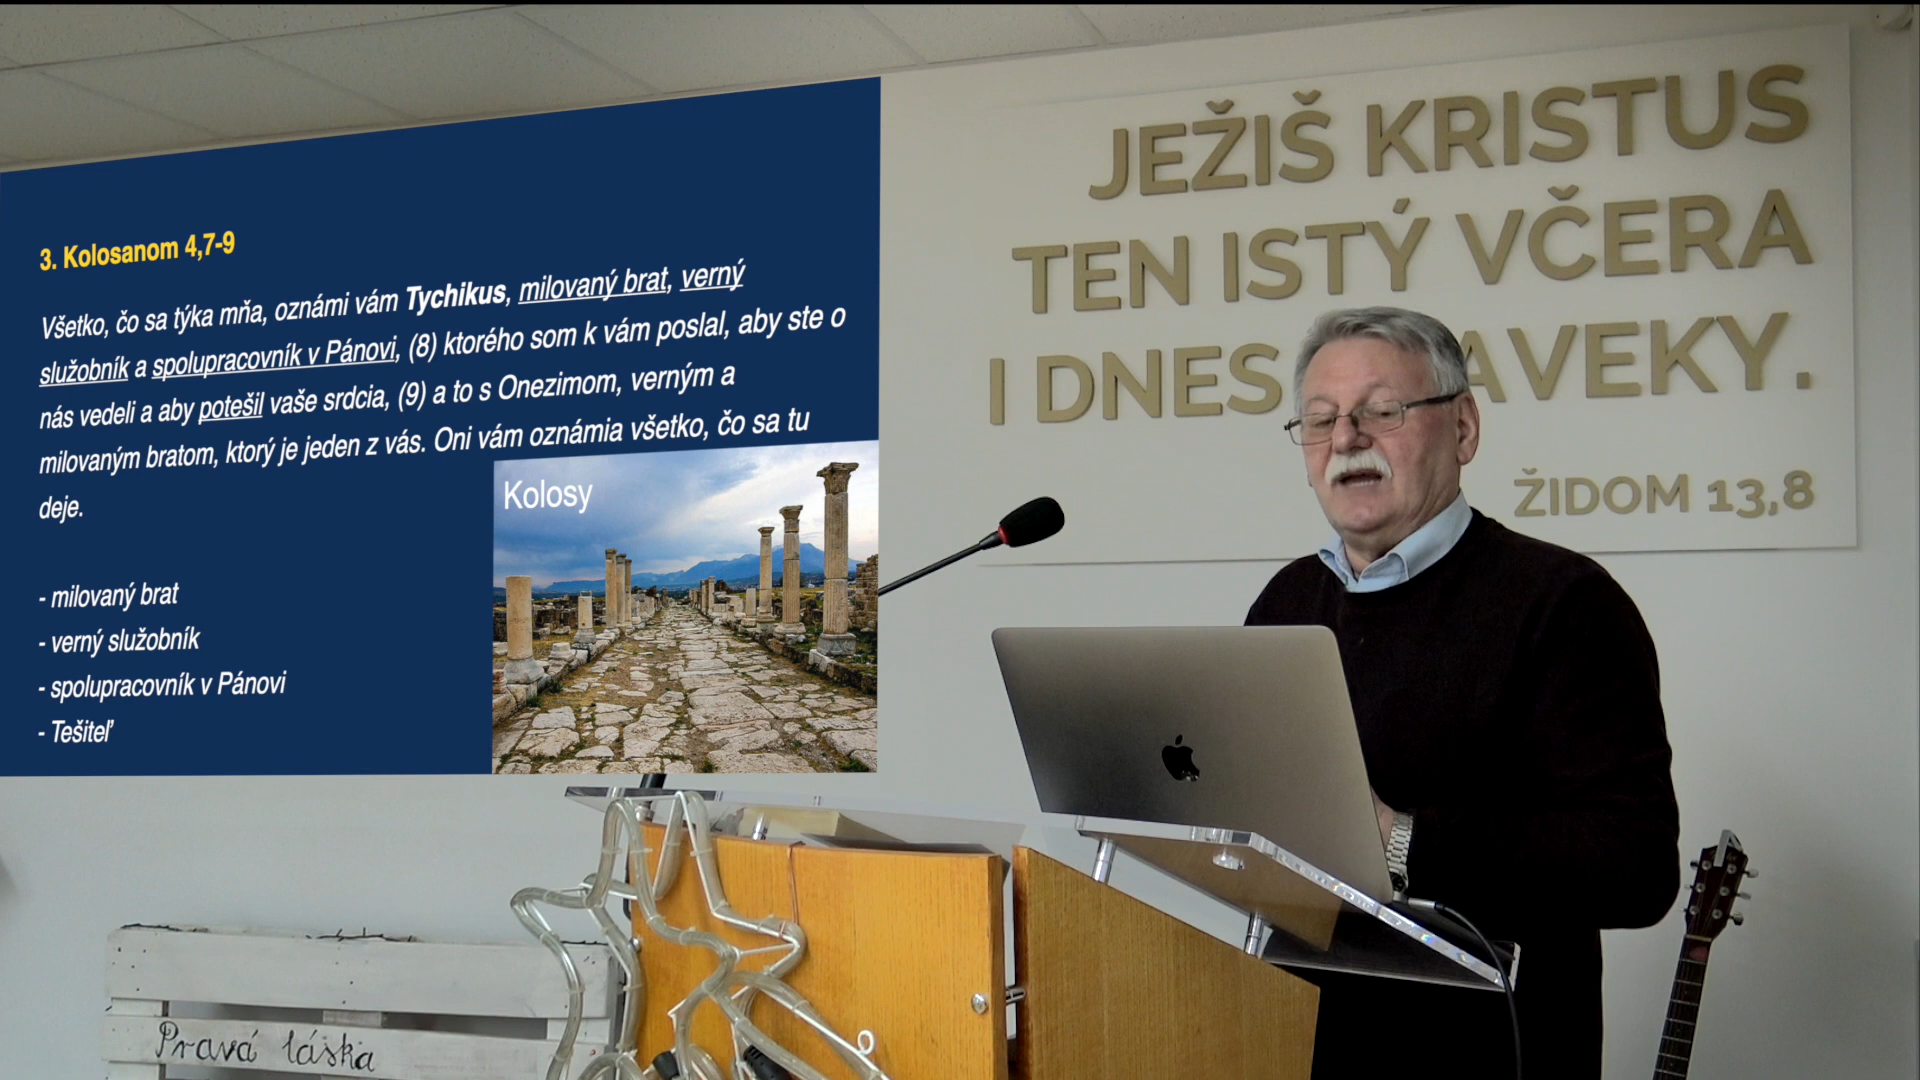 3. Kolosanom 4,7-9
Všetko, čo sa týka mňa, oznámi vám Tychikus, milovaný brat, verný
služobník a spolupracovník v Pánovi, (8) ktorého som k vám poslal, aby ste o
nás vedeli a aby potešil vaše srdcia, (9) a to s Onezimom, verným a
milovaným bratom, ktorý je jeden z vás. Oni vám oznámia všetko, čo sa tu
deje.
- milovaný brat
- verný služobník
- spolupracovník v Pánovi
- Tešiteľ
Kolosy
JEŽIŠ KRISTUS
TEN ISTÝ VČERA
I DNES, AVEKY.
ŽIDOM 13,8
Pravá láska